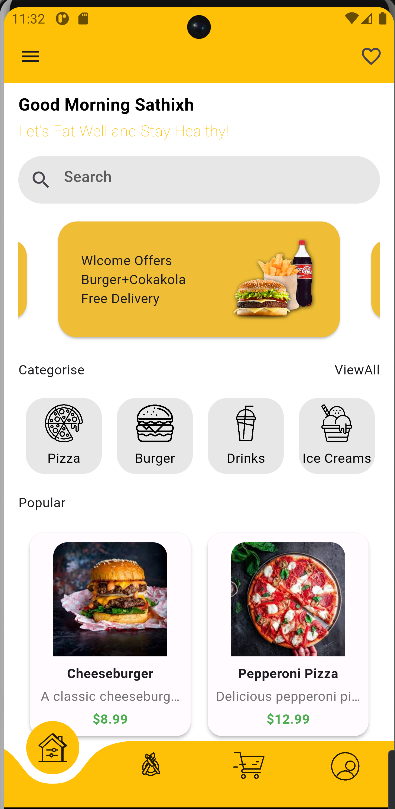 11:32
Good Morning Sathixh
Let's Eat Well and Stay Healthy!
Search
Wlcome Offers
Burger+Cokakola
Free Delivery
Categorise ViewAll
Pizza Burger Drinks Ice Creams
Popular
Cheeseburger Pepperoni Pizza
A classic cheeseburg... Delicious pepperoni pi...
$8.99 $12.99